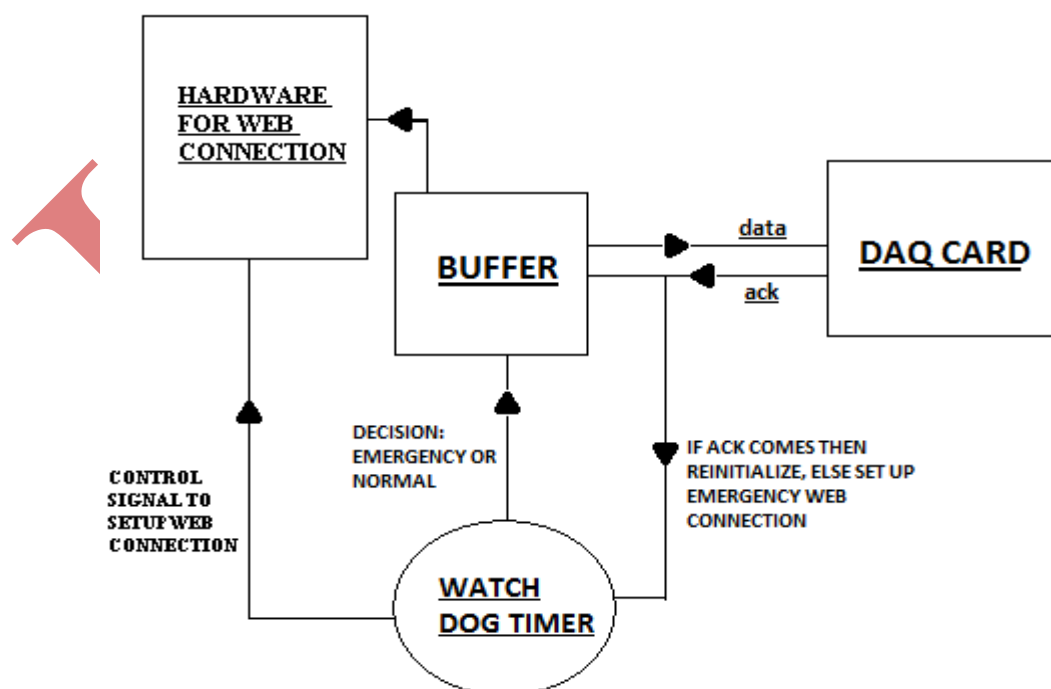 HARDWARE
FOR WEB
CONNECTION
BUFFER
data
ack
DAQ CARD
DECISION:
EMERGENCY OR
NORMAL
IF ACK COMES THEN
REINITIALIZE, ELSE SET UP
EMERGENCY WEB
CONNECTION
CONTROL
SIGNAL TO
SETUP WEB
CONNECTION
WATCH
DOG TIMER